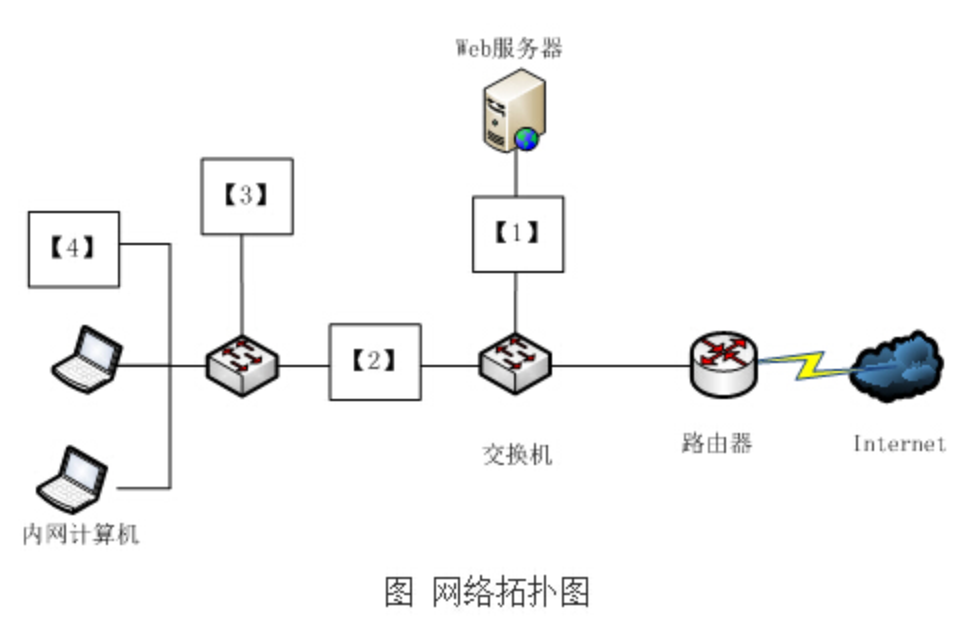 Web服务器
【3】
【1】
【4】
【2】
交换机
路由器
Internet
内网计算机
图 网络拓扑图